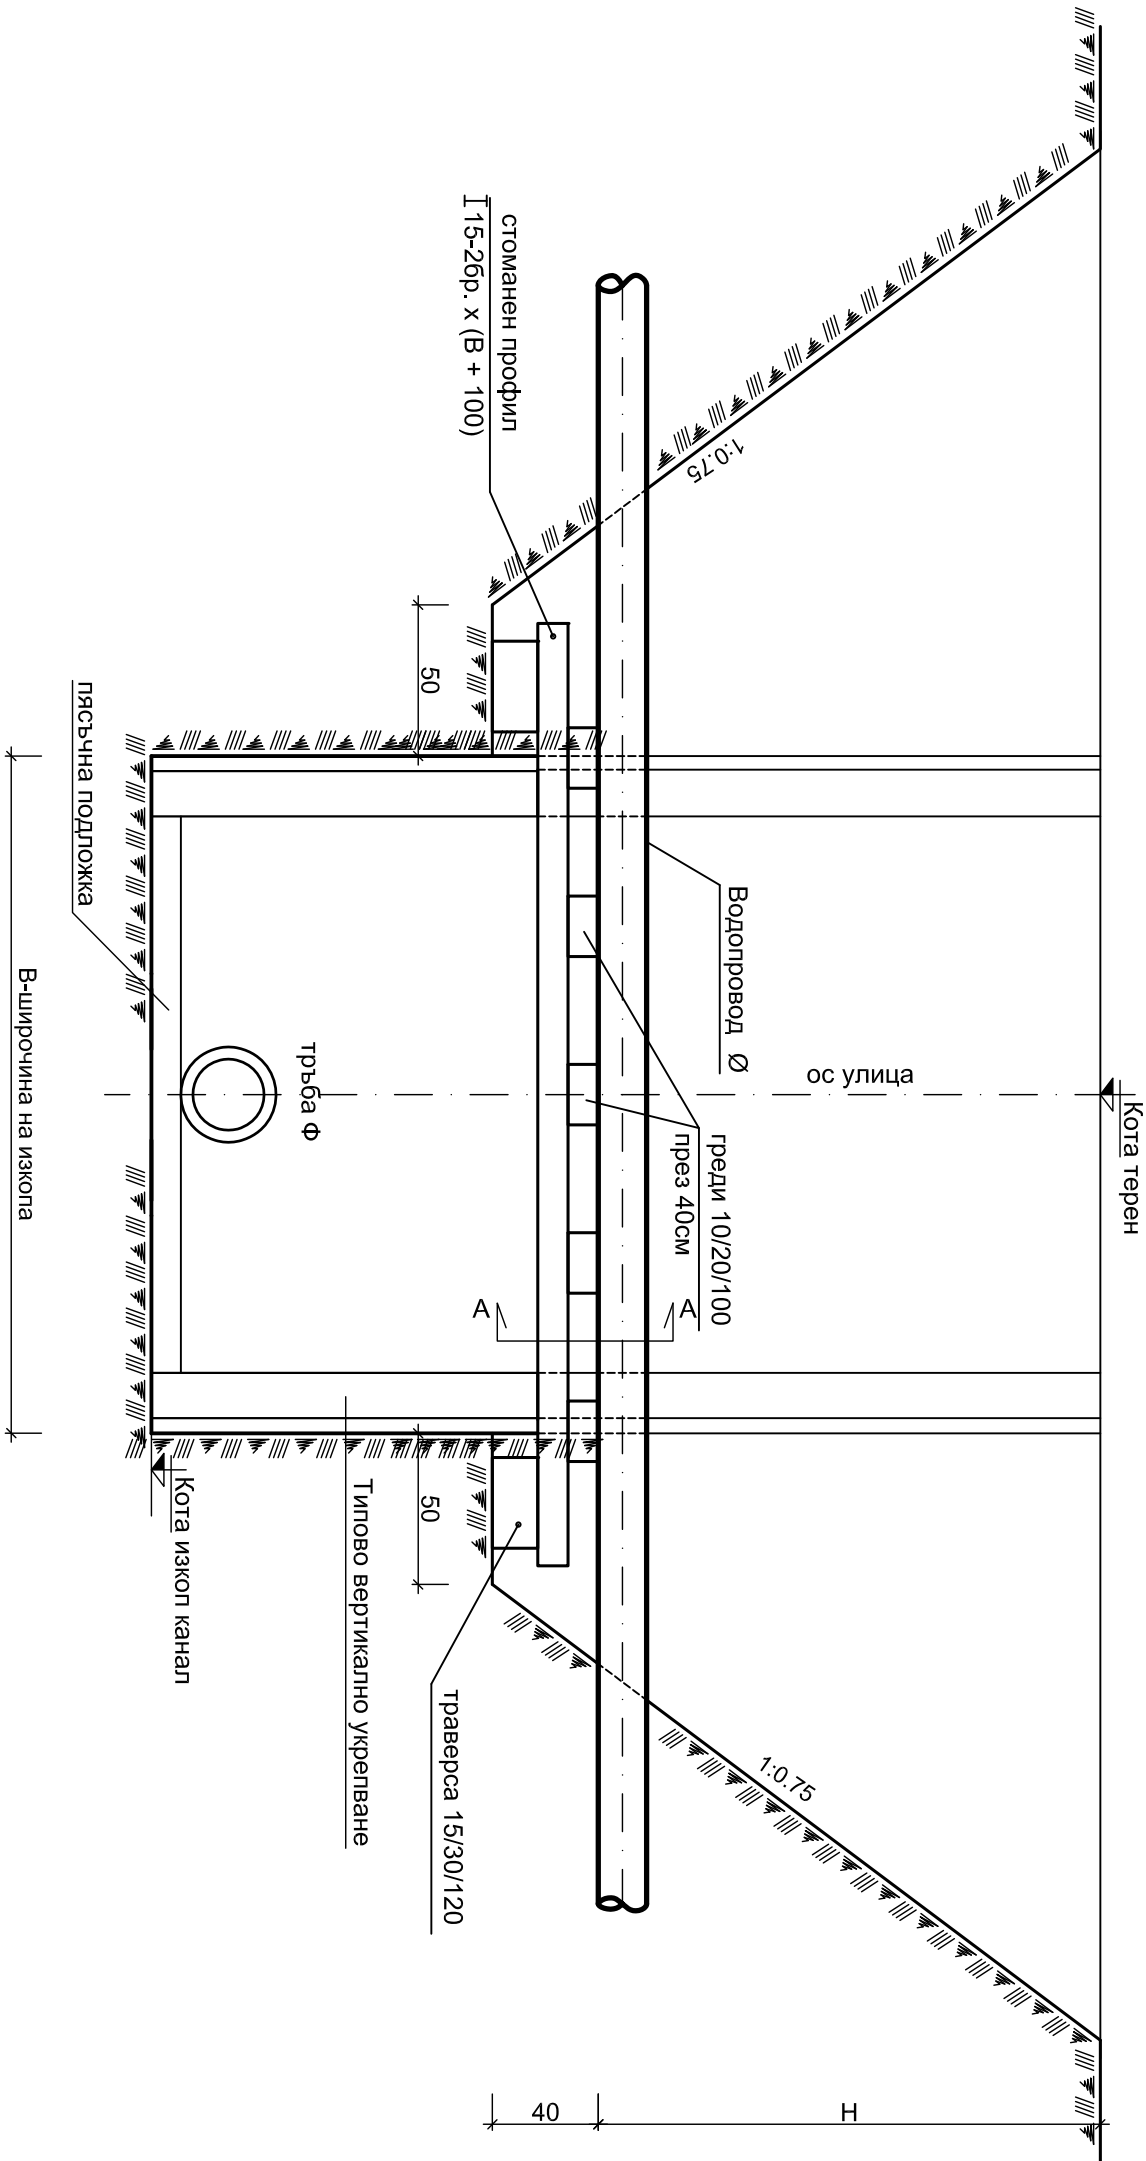 Кота терен
ос улица
Водопровод Ø
греди 10/20/100
през 40см
1:0.75
1:0.75
H
40
стоманен профил
I 15-2бр. x (B + 100)
A
A
50
50
траверса 15/30/120
Типово вертикално укрепване
тръба Ф
Кота изкоп канал
пясъчна подложка
В-широчина на изкопа